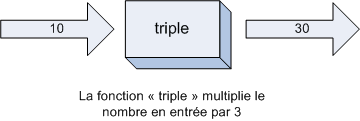 10
triple
30
La fonction « triple » multiplie le
nombre en entrée par 3